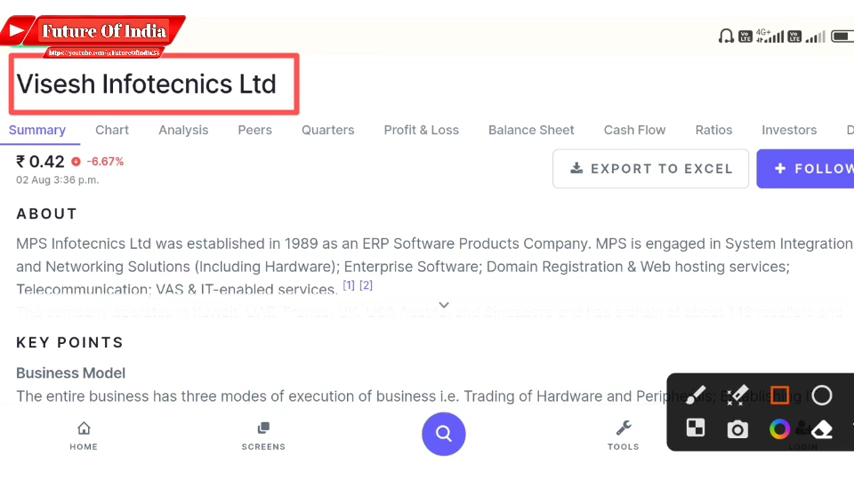 Future Of India
4G+
Visesh Infotecnics Ltd
Summary Chart Analysis Peers Quarters Profit & Loss Balance Sheet Cash Flow Ratios Investors D
₹ 0.42 -6.67%
02 Aug 3:36 p.m.
EXPORT TO EXCEL
+ FOLLOW
ABOUT
MPS Infotecnics Ltd was established in 1989 as an ERP Software Products Company. MPS is engaged in System Integration
and Networking Solutions (Including Hardware); Enterprise Software; Domain Registration & Web hosting services;
Telecommunication; VAS & IT-enabled services. [1] [2]
KEY POINTS
Business Model
The entire business has three modes of execution of business i.e. Trading of Hardware and
HOME
SCREENS
TOOLS
LOGIN